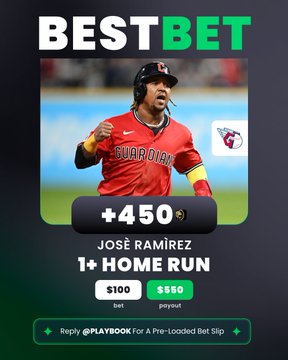 BESTBET
GUARDIANS
+450
JOSÈ RAMÌREZ
1+ HOME RUN
$100
$550
bet
payout
Reply @PLAYBOOK For A Pre-Loaded Bet Slip